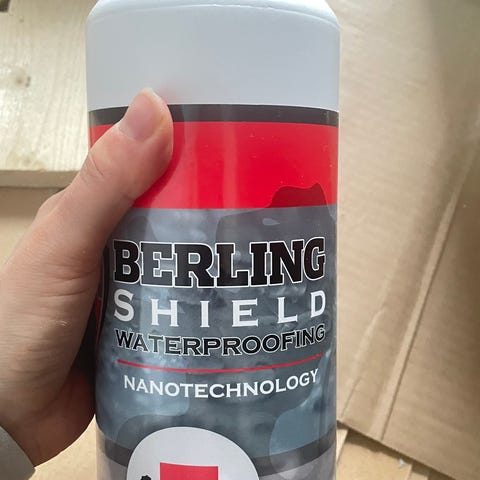 BERLING
SHIELD
WATERPROOFING
NANOTECHNOLOGY